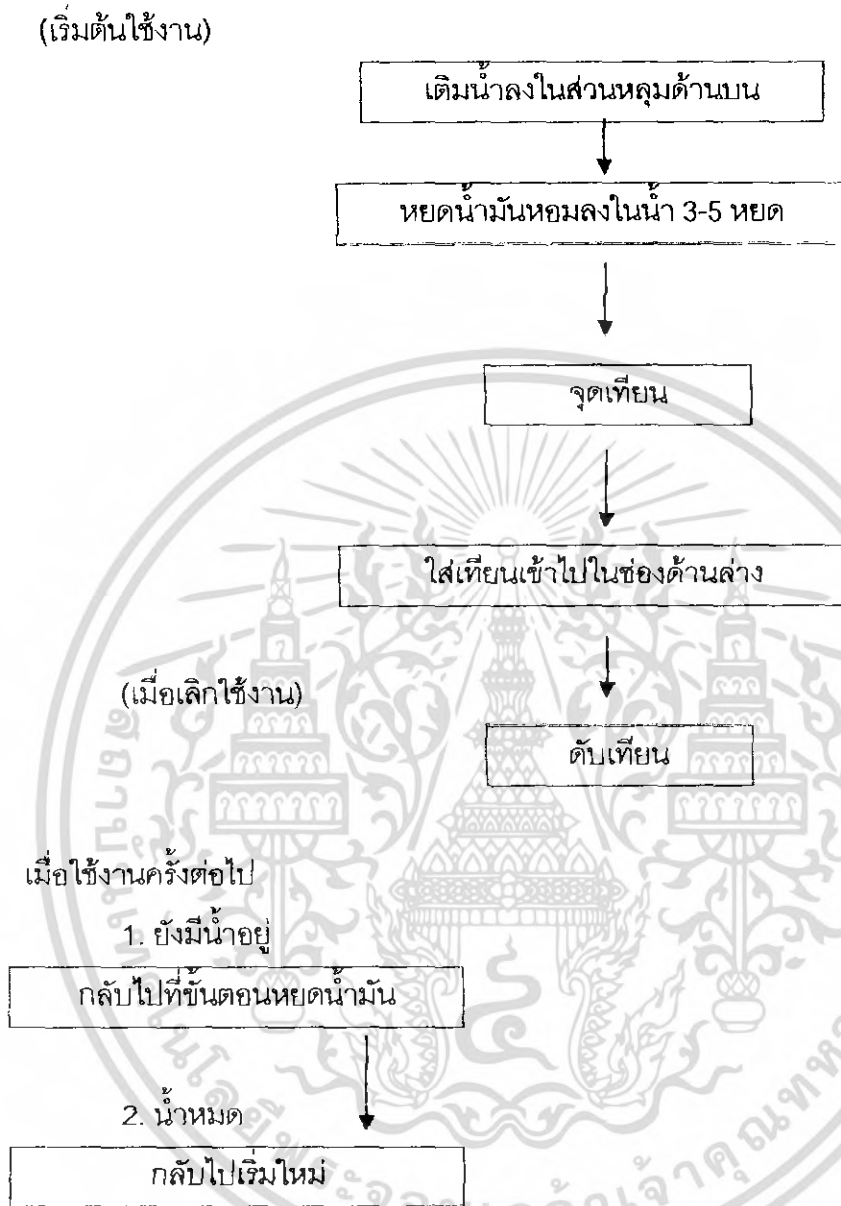 (เริ่มต้นใช้งาน)
เติมน้ำลงในส่วนหลุมด้านบน
หยดน้ำมันหอมลงในน้ำ 3-5 หยด
จุดเทียน
ใส่เทียนเข้าไปในช่องด้านล่าง
(เมื่อเลิกใช้งาน)
ดับเทียน
เมื่อใช้งานครั้งต่อไป
1. ยังมีน้ำอยู่
กลับไปที่ขั้นตอนหยดน้ำมัน
2. น้ำหมด
กลับไปเริ่มใหม่